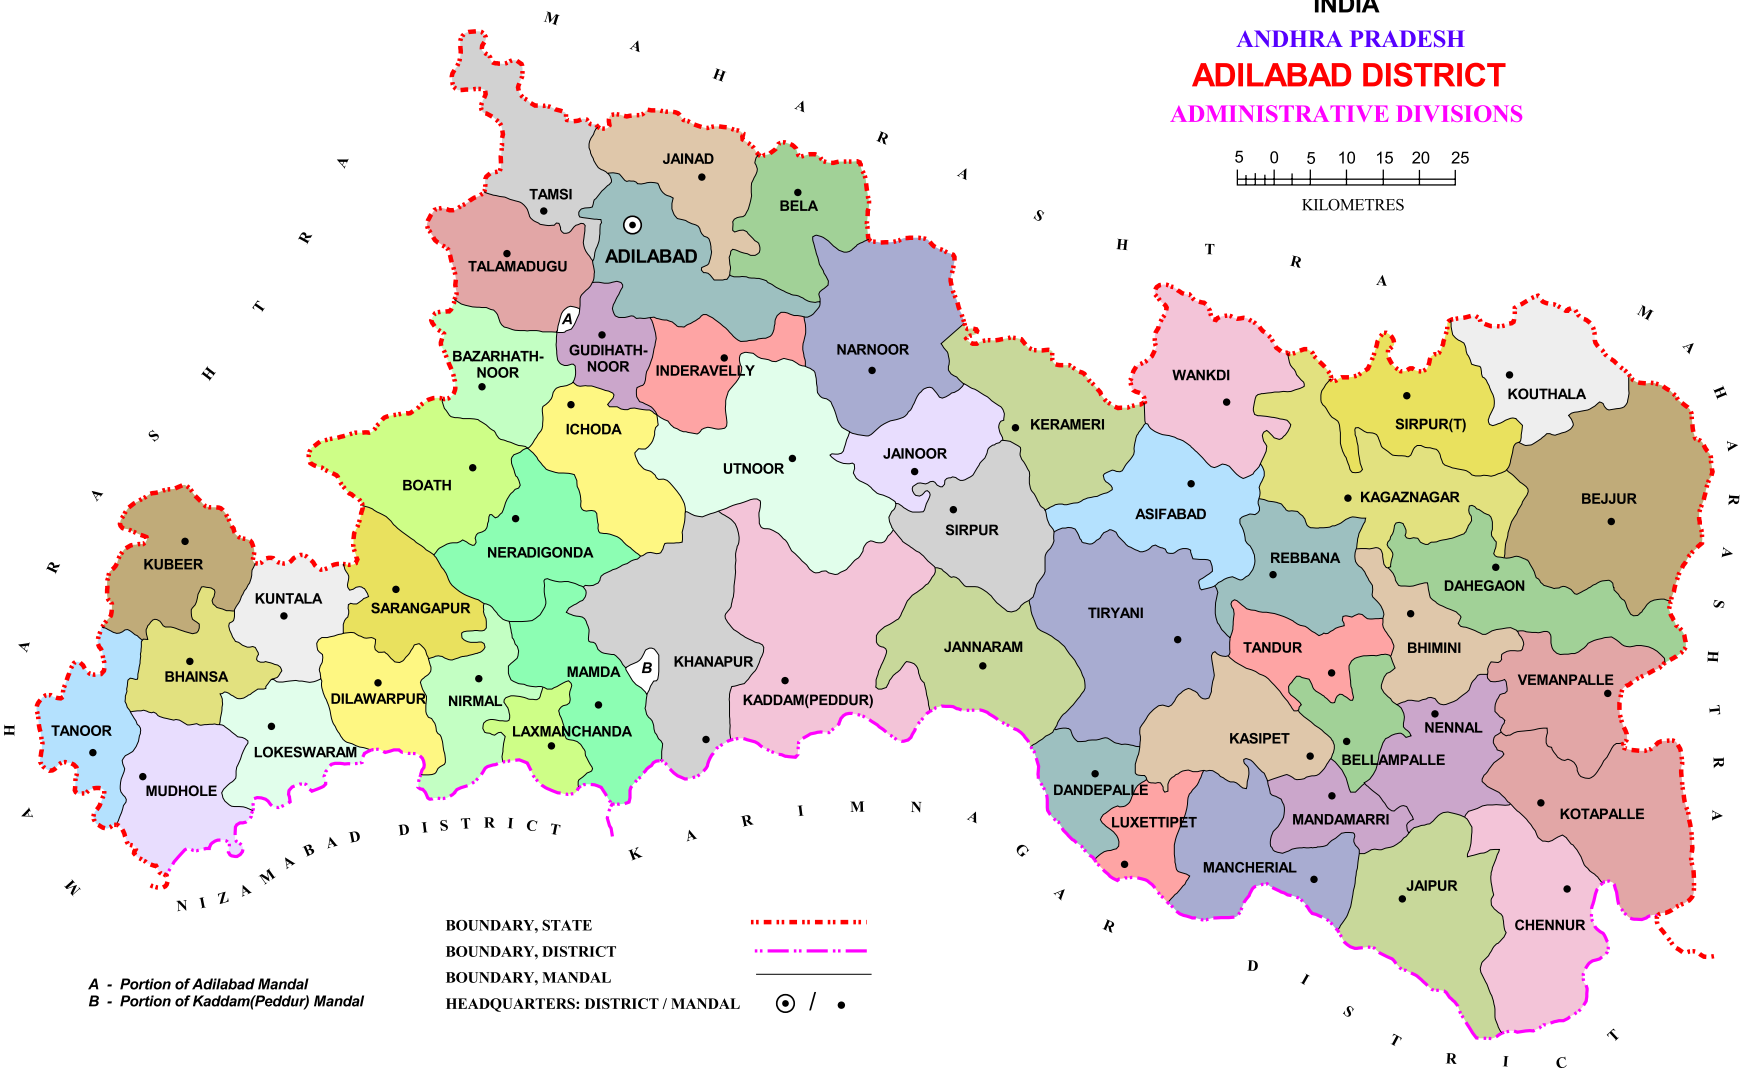 INDIA
ANDHRA PRADESH
ADILABAD DISTRICT
ADMINISTRATIVE DIVISIONS
5 0 5 10 15 20 25
KILOMETRES
MAHARASHTRA
MAHARASHTRA
MAHARASHTRA
TAMSI
JAINAD
BELA
TALAMADUGU
ADILABAD
A
BAZARHATH-
NOOR
GUDIHATH-
NOOR
INDERAVELLY
NARNOOR
ICHODA
BOATH
UTNOOR
JAINOOR
KERAMERI
WANKDI
SIRPUR(T)
KOUTHALA
NERADIGONDA
SIRPUR
ASIFABAD
KAGAZNAGAR
BEJJUR
KUBEER
KUNTALA
SARANGAPUR
REBBANA
DAHEGAON
TIRYANI
BHAINSA
DILAWARPUR
NIRMAL
MAMDA
B
KHANAPUR
KADDAM(PEDDUR)
JANNARAM
TANDUR
BHIMINI
VEMANPALLE
TANOOR
MUDHOLE
LOKESWARAM
LAXMANCHANDA
KASIPET
BELLAMPALLE
NENNAL
DANDEPALLE
LUXETTIPET
MANDAMARRI
KOTAPALLE
MANCHERIAL
JAIPUR
CHENNUR
NIZAMABAD DISTRICT
KARIMNAGAR DISTRICT
BOUNDARY, STATE
BOUNDARY, DISTRICT
BOUNDARY, MANDAL
HEADQUARTERS: DISTRICT / MANDAL /
A - Portion of Adilabad Mandal
B - Portion of Kaddam(Peddur) Mandal